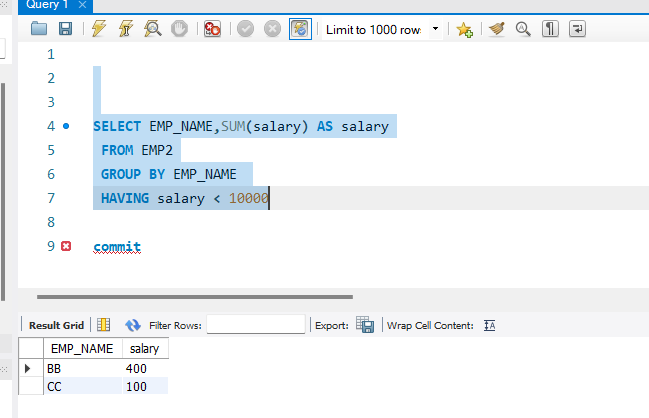 Query 1
Limit to 1000 rows
1
2
3
4 SELECT EMP_NAME,SUM(salary) AS salary
5 FROM EMP2
6 GROUP BY EMP_NAME
7 HAVING salary < 10000
8
9 commit
Result Grid Filter Rows: Export: Wrap Cell Content:
EMP_NAME salary
BB 400
CC 100